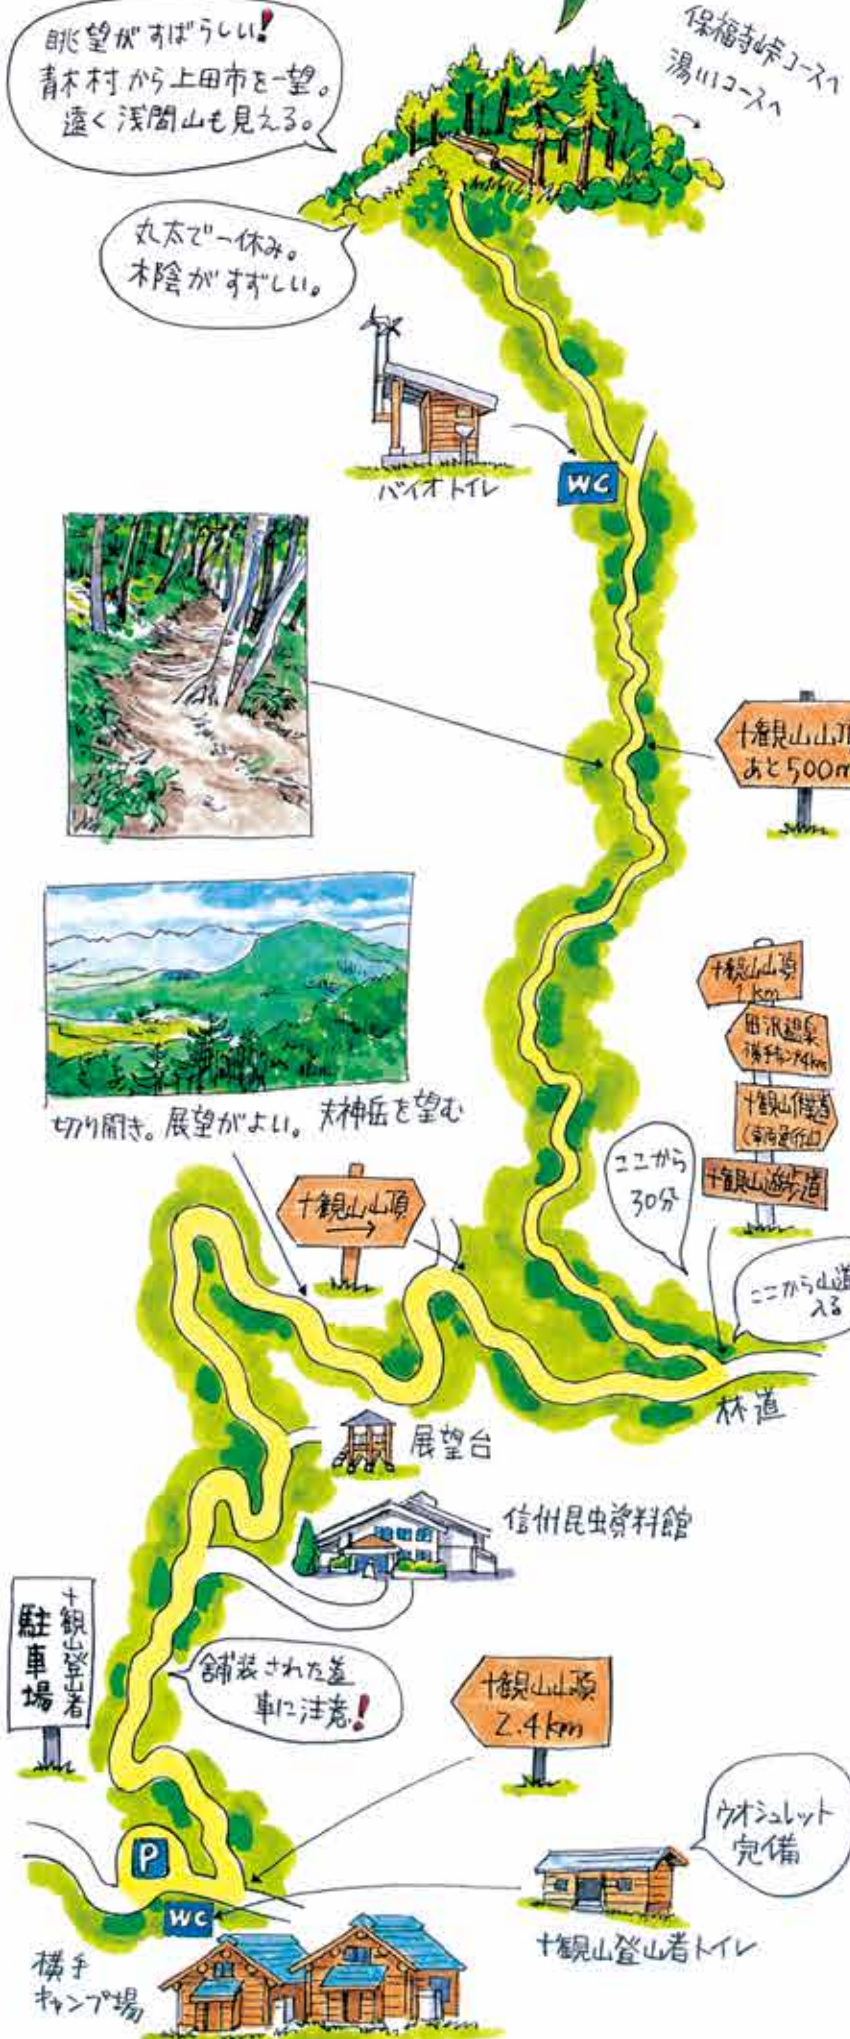 眺望がすばらしい!
青木村から上田市を一望。
遠く浅間山も見える。
保福寺峠コースへ
湯川コースへ
丸太で一休み。
木陰がすずしい。
バイオトイレ
WC
十観山山頂
あと500m
十観山山頂
1km
田沢温泉
十観山遊歩道
切り開き。展望がよい。夫神岳を望む
ここから
30分
十観山山頂
→
ここから山道
入る
林道
展望台
信州昆虫資料館
十観山登山者
駐車場
舗装された道
車に注意!
十観山山頂
2.4km
ウオシュレット
完備
P
WC
十観山登山者トイレ
横手
キャンプ場